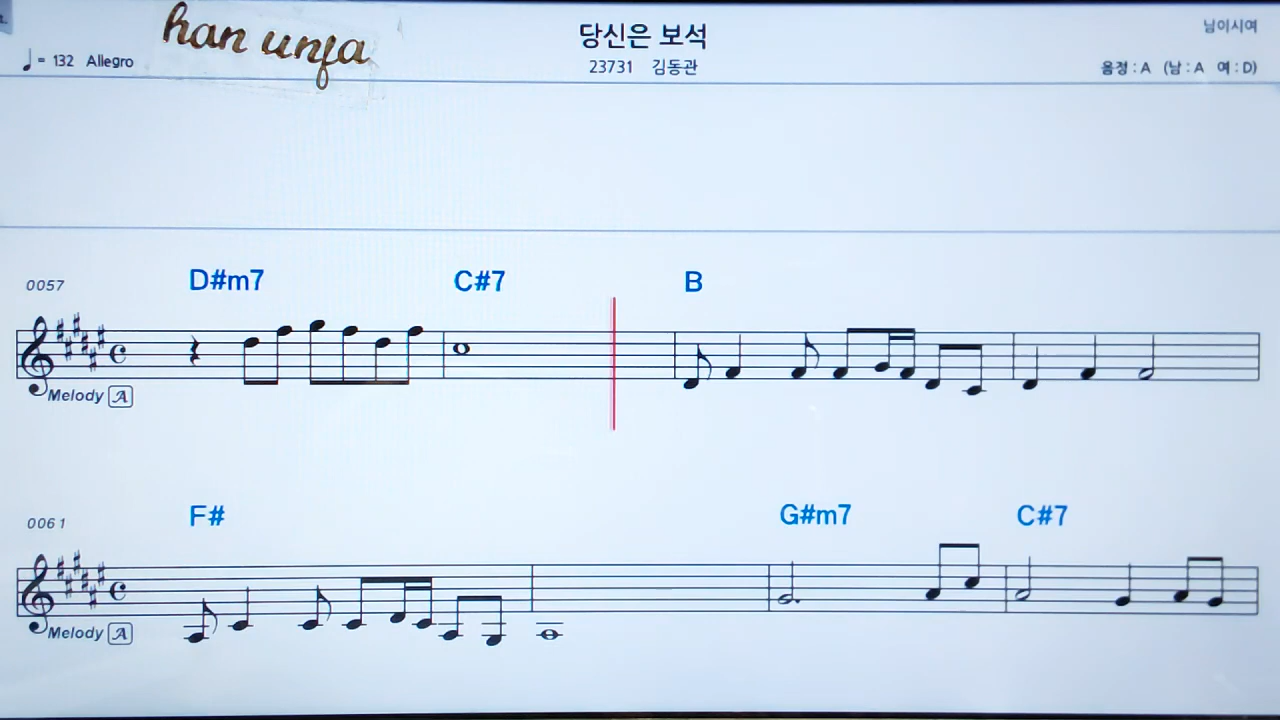 han unja
당신은 보석
님이시여
♩= 132 Allegro
23731 김동관
음정 : A (남 : A 여 : D)
0057
D#m7 C#7 B
Melody A
0061
F# G#m7 C#7
Melody A